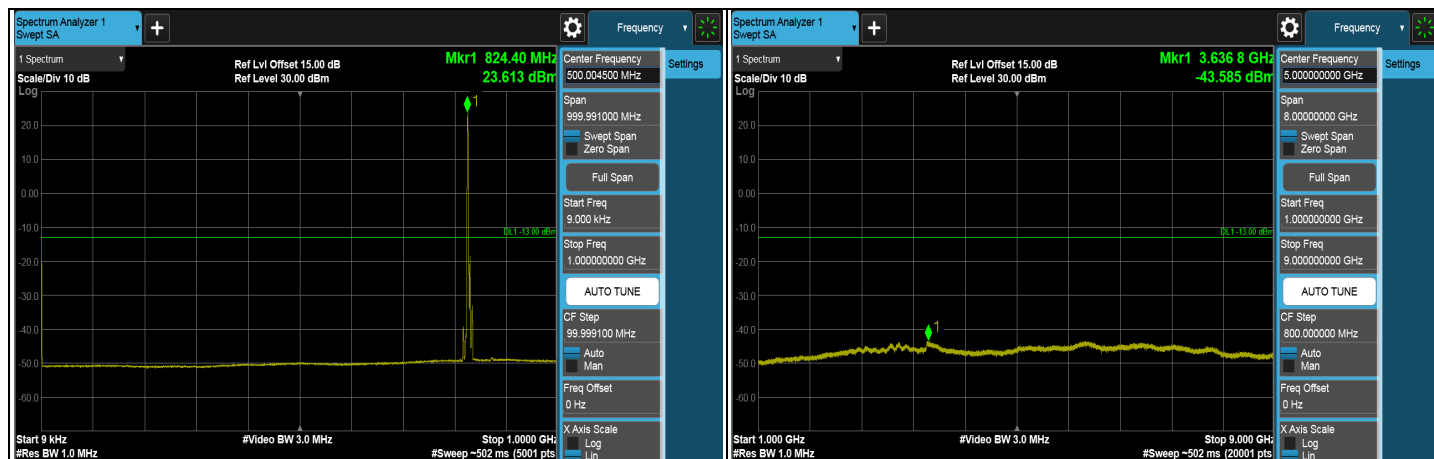 Spectrum Analyzer 1
Swept SA
+
Frequency
1 Spectrum
Scale/Div 10 dB
Log
Ref Lvl Offset 15.00 dB
Ref Level 30.00 dBm
Mkr1 824.40 MHz
23.613 dBm
1
20.0
10.0
0.00
-10.0
DL1 -13.00 dBm
-20.0
-30.0
-40.0
-50.0
-60.0
Start 9 kHz
#Video BW 3.0 MHz
Stop 1.0000 GHz
#Res BW 1.0 MHz
#Sweep ~502 ms (5001 pts
Center Frequency
500.004500 MHz
Settings
Span
999.991000 MHz
Swept Span
Zero Span
Full Span
Start Freq
9.000 kHz
Stop Freq
1.000000000 GHz
AUTO TUNE
CF Step
99.999100 MHz
Auto
Man
Freq Offset
0 Hz
X Axis Scale
Log
Lin
Spectrum Analyzer 1
Swept SA
+
Frequency
1 Spectrum
Scale/Div 10 dB
Log
Ref Lvl Offset 15.00 dB
Ref Level 30.00 dBm
Mkr1 3.636 8 GHz
-43.585 dBm
1
20.0
10.0
0.00
-10.0
DL1 -13.00 dBm
-20.0
-30.0
-40.0
-50.0
-60.0
Start 1.000 GHz
#Video BW 3.0 MHz
Stop 9.000 GHz
#Res BW 1.0 MHz
#Sweep ~502 ms (20001 pts
Center Frequency
5.000000000 GHz
Settings
Span
8.00000000 GHz
Swept Span
Zero Span
Full Span
Start Freq
1.000000000 GHz
Stop Freq
9.000000000 GHz
AUTO TUNE
CF Step
800.000000 MHz
Auto
Man
Freq Offset
0 Hz
X Axis Scale
Log
Lin